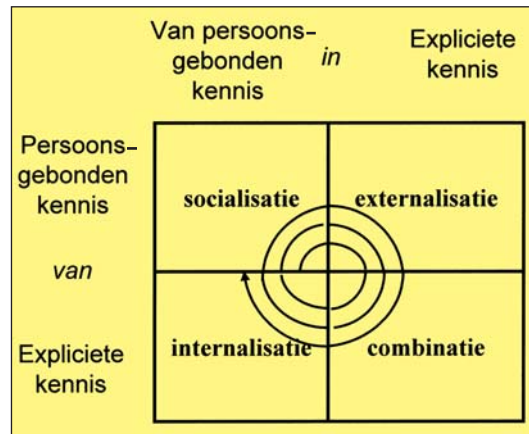 Van persoons-
gebonden
kennis
in
Expliciete
kennis
Persoons-
gebonden
kennis
socialisatie
externalisatie
van
Expliciete
kennis
internalisatie
combinatie